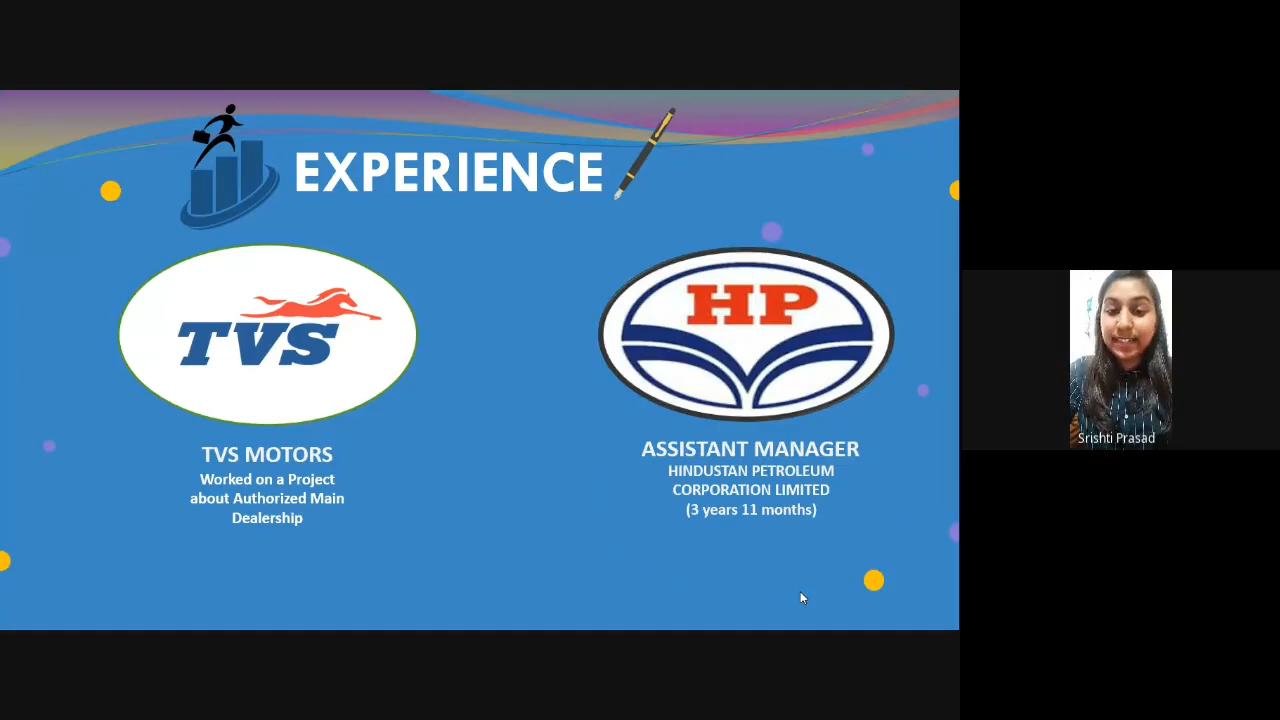 EXPERIENCE
TVS
TVS MOTORS
Worked on a Project
about Authorized Main
Dealership
HP
ASSISTANT MANAGER
HINDUSTAN PETROLEUM
CORPORATION LIMITED
(3 years 11 months)
Srishti Prasad